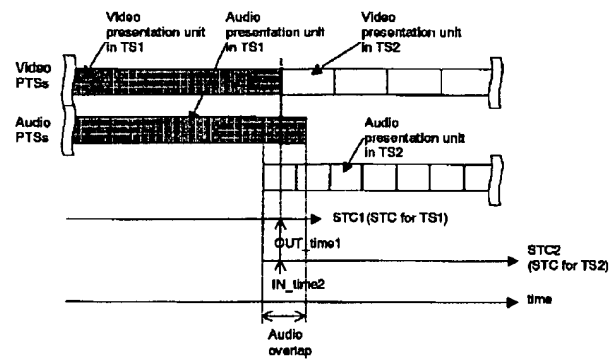 Video
presentation unit
in TS1
Audio
presentation unit
in TS1
Video
presentation unit
in TS2
Video
PTSs
Audio
PTSs
Audio
presentation unit
in TS2
STC1(STC for TS1)
OUT_time1
STC2
(STC for TS2)
IN_time2
time
Audio
overlap